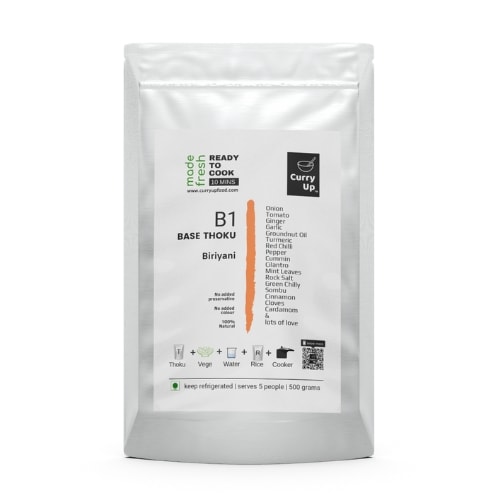 made
fresh
READY
TO
COOK
10 MINS
www.curryupfood.com
Curry
Up
B1
BASE THOKU
Biriyani
No added
preservative
No added
colour
100%
Natural
Onion
Tomato
Ginger
Garlic
Groundnut Oil
Turmeric
Red Chilli
Pepper
Cummin
Cilantro
Mint Leaves
Rock Salt
Green Chilly
Sombu
Cinnamon
Cloves
Cardamom
&
lots of love
T + + + R +
Thoku Vege Water Rice Cooker
keep refrigerated | serves 5 people | 500 grams